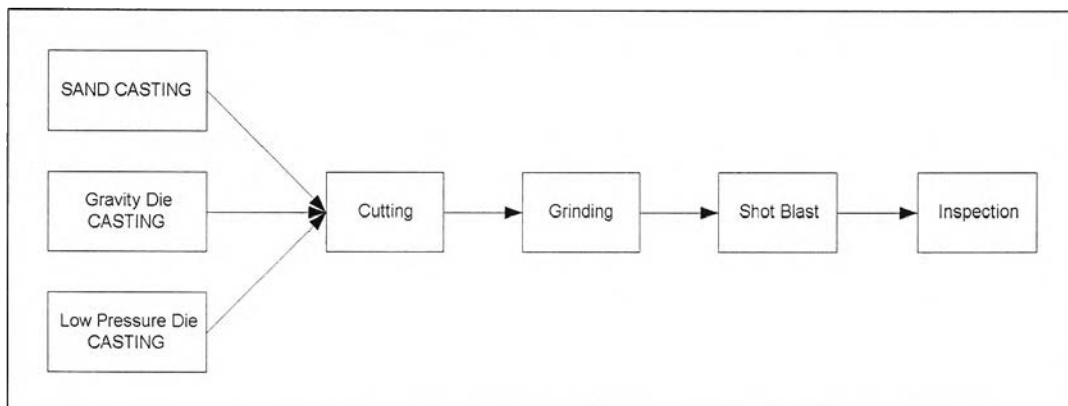 SAND CASTING
Gravity Die
CASTING
Low Pressure Die
CASTING
Cutting
Grinding
Shot Blast
Inspection